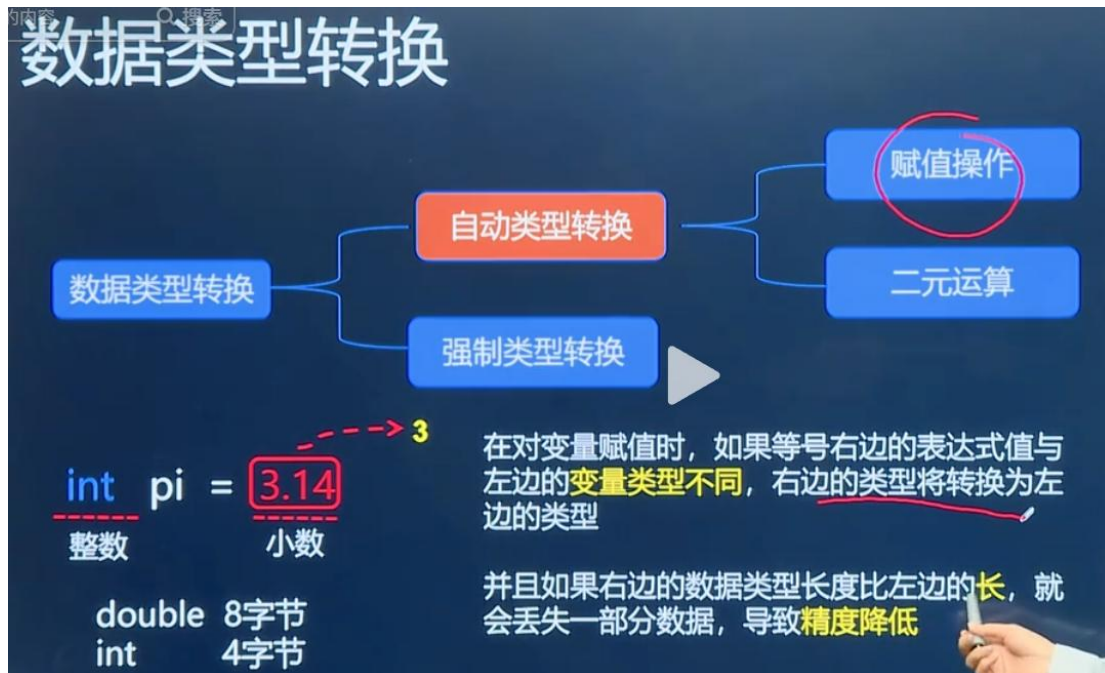 的内容
搜索
数据类型转换
赋值操作
自动类型转换
二元运算
数据类型转换
强制类型转换
int pi = 3.14
3
整数
小数
double 8字节
int 4字节
在对变量赋值时，如果等号右边的表达式值与
左边的变量类型不同，右边的类型将转换为左
边的类型
并且如果右边的数据类型长度比左边的长，就
会丢失一部分数据，导致精度降低